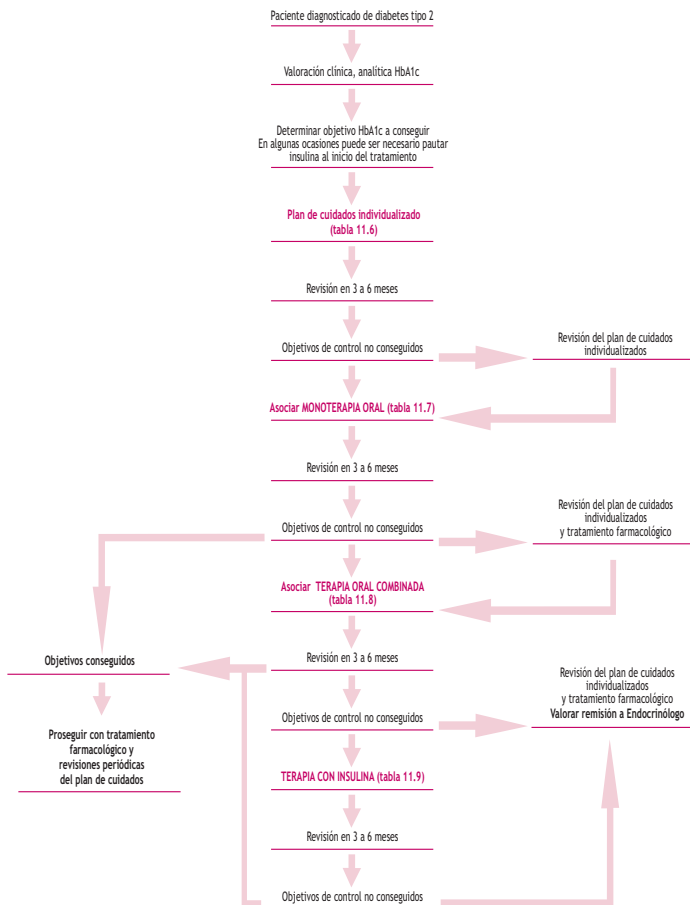 Paciente diagnosticado de diabetes tipo 2
Valoración clínica, analítica HbA1c
Determinar objetivo HbA1c a conseguir
En algunas ocasiones puede ser necesario pautar
insulina al inicio del tratamiento
Plan de cuidados individualizado
(tabla 11.6)
Revisión en 3 a 6 meses
Objetivos de control no conseguidos
Revisión del plan de cuidados
individualizados
Asociar MONOTERAPIA ORAL (tabla 11.7)
Revisión en 3 a 6 meses
Objetivos de control no conseguidos
Revisión del plan de cuidados
individualizados
y tratamiento farmacológico
Asociar TERAPIA ORAL COMBINADA
(tabla 11.8)
Revisión en 3 a 6 meses
Objetivos conseguidos
Proseguir con tratamiento
farmacológico y
revisiones periódicas
del plan de cuidados
Objetivos de control no conseguidos
Revisión del plan de cuidados
individualizados
y tratamiento farmacológico
Valorar remisión a Endocrinólogo
TERAPIA CON INSULINA (tabla 11.9)
Revisión en 3 a 6 meses
Objetivos de control no conseguidos